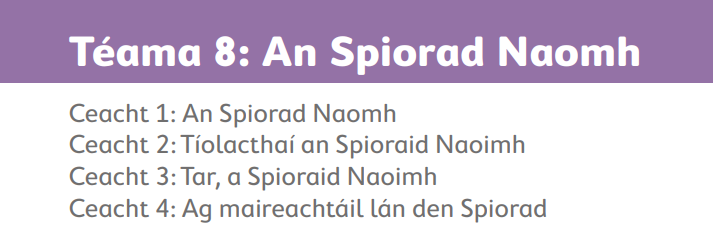 Téama 8: An Spiorad Naomh
Ceacht 1: An Spiorad Naomh
Ceacht 2: Tíolacthaí an Spioraid Naoimh
Ceacht 3: Tar, a Spioraid Naoimh
Ceacht 4: Ag maireachtáil lán den Spiorad